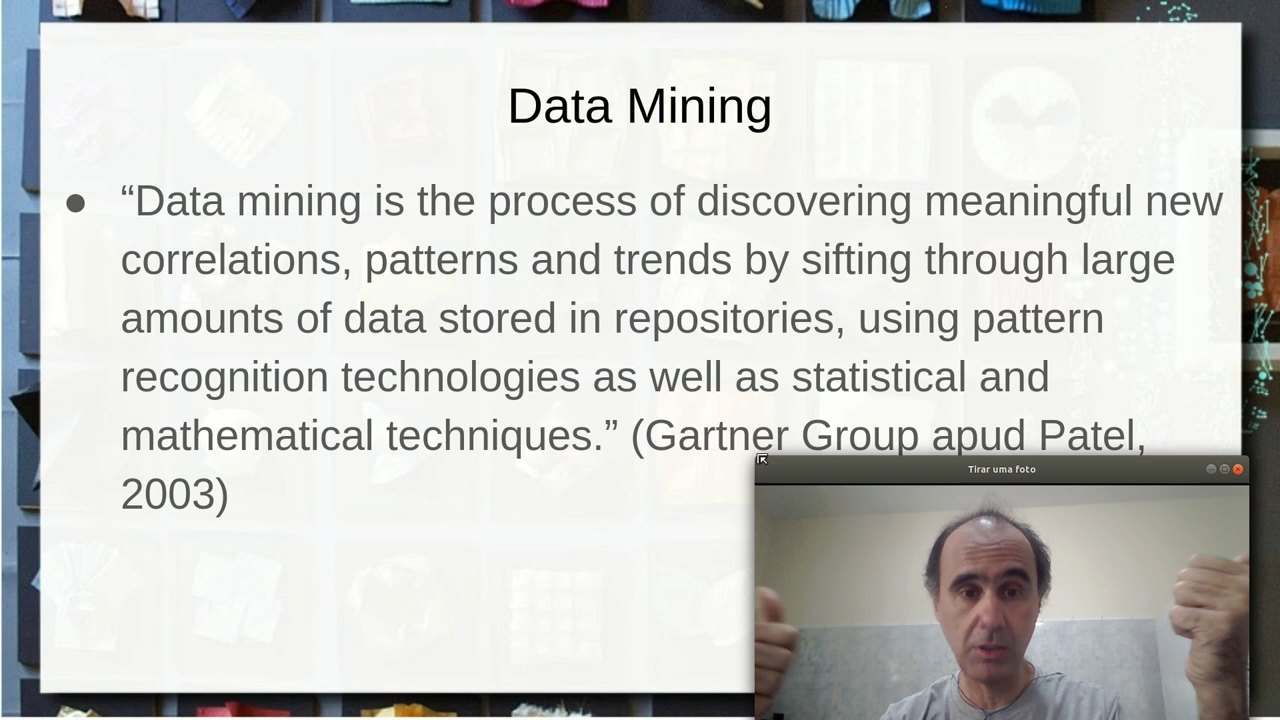 Data Mining
● “Data mining is the process of discovering meaningful new
correlations, patterns and trends by sifting through large
amounts of data stored in repositories, using pattern
recognition technologies as well as statistical and
mathematical techniques.” (Gartner Group apud Patel,
2003)
Tirar uma foto